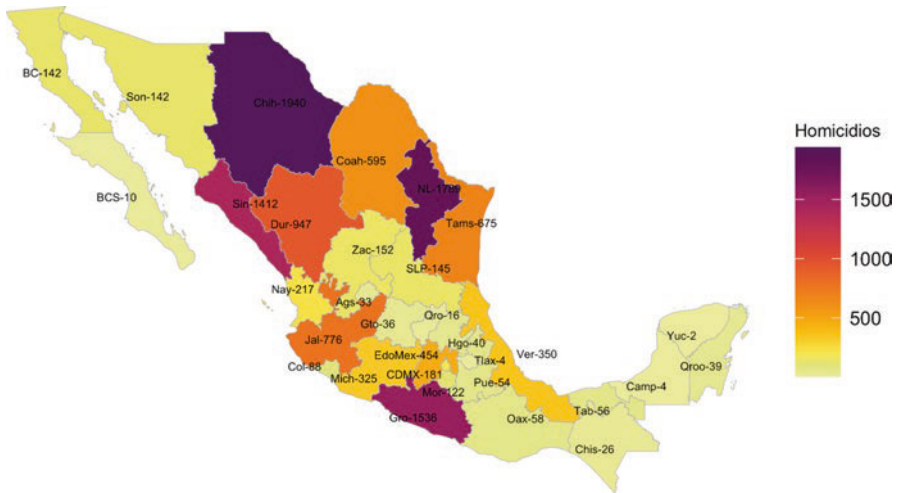 BC-142
Son-142
Chih-1940
Homicidios
Coah-595
NL-1789
BCS-10
Sin-1412
Dur-947
Tams-675
1500
1000
500
Zac-152
SLP-145
Nay-217
Ags-33
Gto-36
Qro-16
Jal-776
Hgo-40
Yuc-2
EdoMex-454
Ver-350
Col-88
Tlax-4
Qroo-39
Mich-325
CDMX-181
Pue-54
Camp-4
Mor-122
Gro-1536
Oax-58
Tab-56
Chis-26